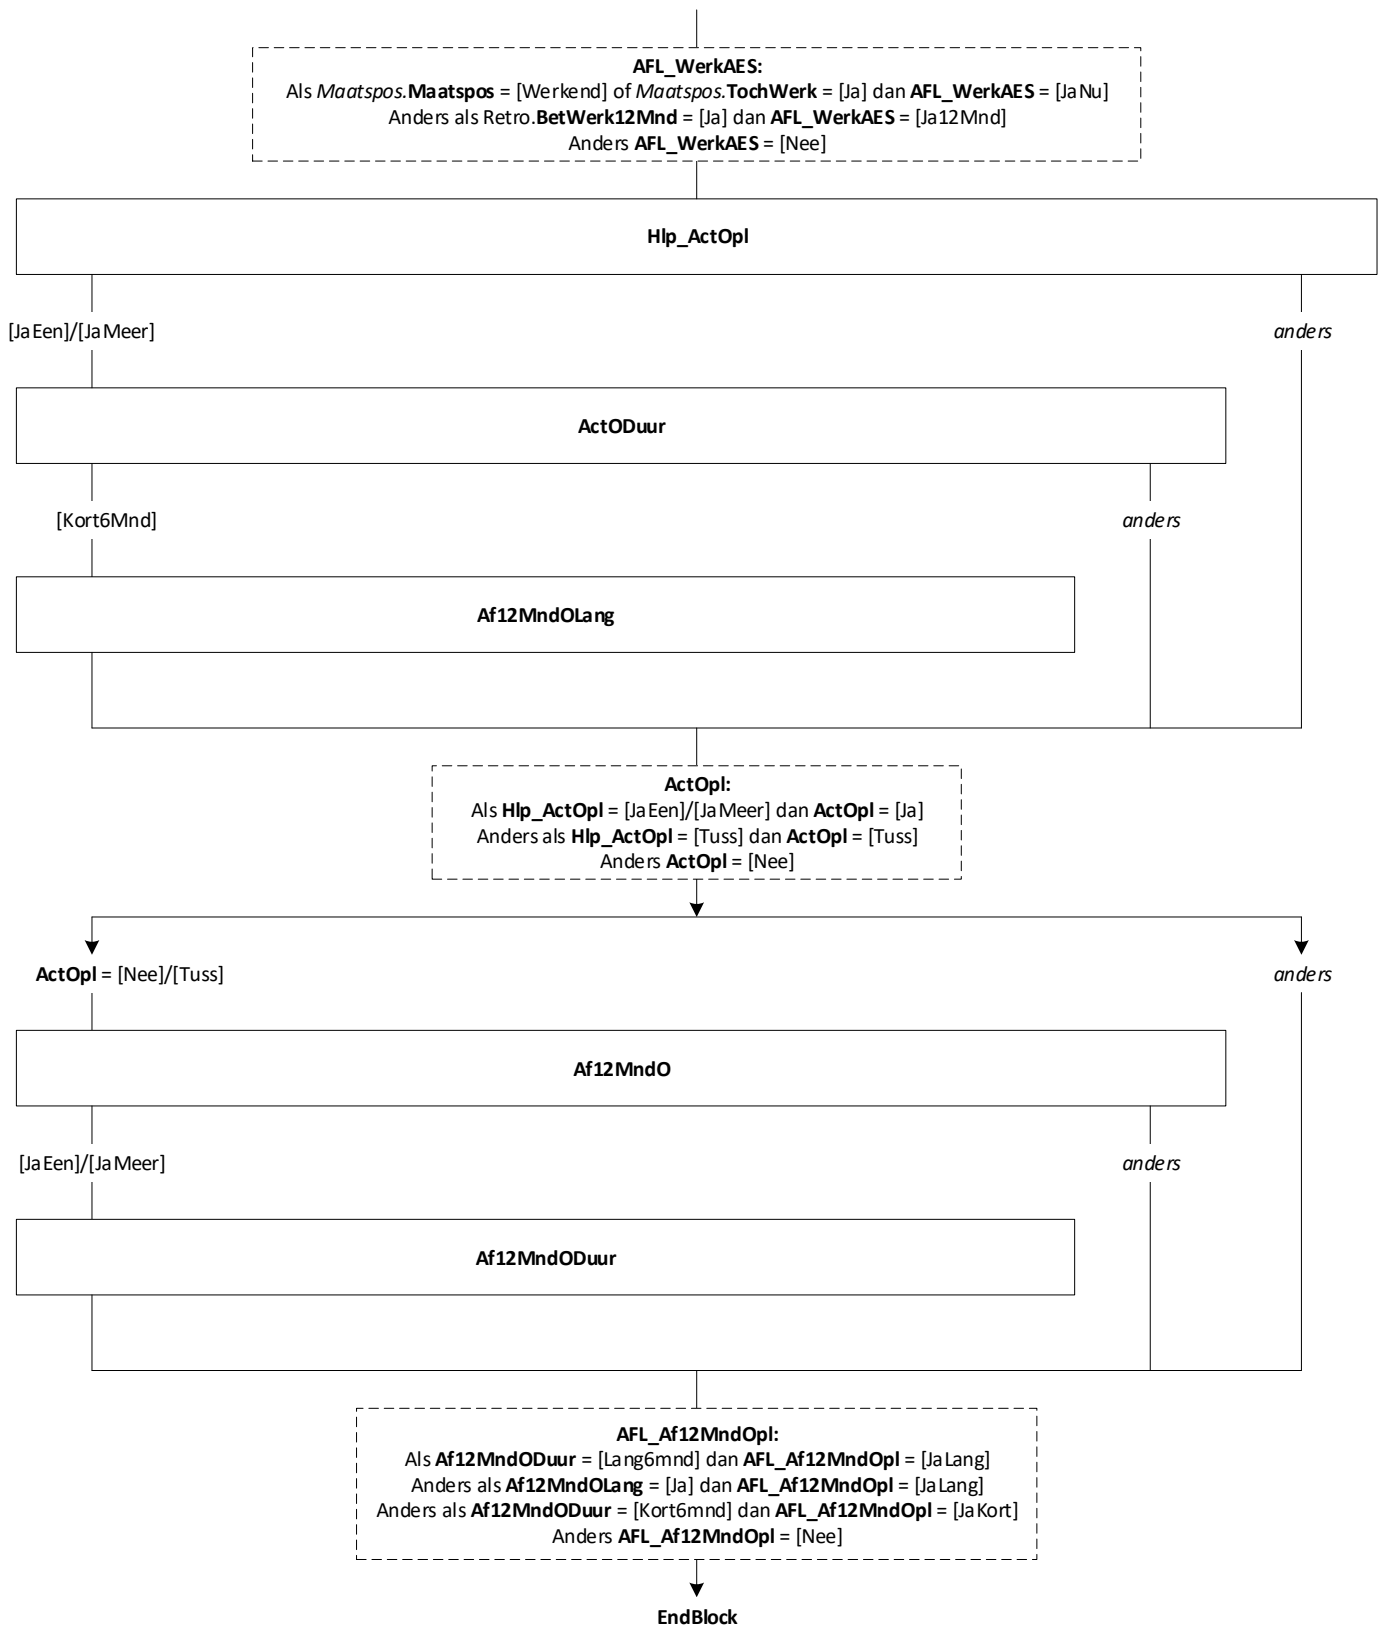 AFL_WerkAES:
Als Maatspos.Maatspos = [Werkend] of Maatspos.TochWerk = [Ja] dan AFL_WerkAES = [JaNu]
Anders als Retro.BetWerk12Mnd = [Ja] dan AFL_WerkAES = [Ja12Mnd]
Anders AFL_WerkAES = [Nee]
Hlp_ActOpl
[JaEen]/[JaMeer]
anders
ActODuur
[Kort6Mnd]
anders
Af12MndOLang
ActOpl:
Als Hlp_ActOpl = [JaEen]/[JaMeer] dan ActOpl = [Ja]
Anders als Hlp_ActOpl = [Tuss] dan ActOpl = [Tuss]
Anders ActOpl = [Nee]
ActOpl = [Nee]/[Tuss]
anders
Af12MndO
[JaEen]/[JaMeer]
anders
Af12MndODuur
AFL_Af12MndOpl:
Als Af12MndODuur = [Lang6mnd] dan AFL_Af12MndOpl = [JaLang]
Anders als Af12MndOLang = [Ja] dan AFL_Af12MndOpl = [JaLang]
Anders als Af12MndODuur = [Kort6mnd] dan AFL_Af12MndOpl = [JaKort]
Anders AFL_Af12MndOpl = [Nee]
EndBlock